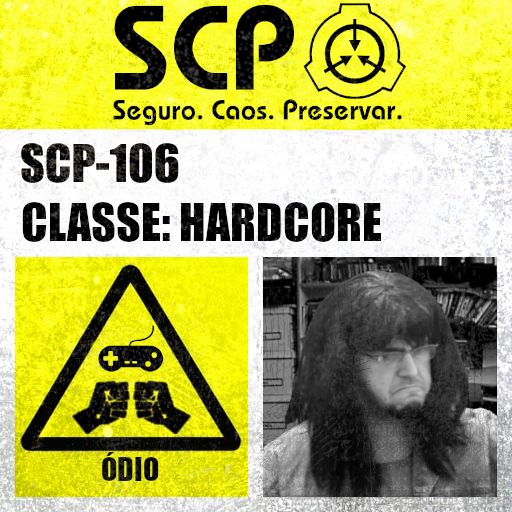 SCP
Seguro. Caos. Preservar.
SCP-106
CLASSE: HARDCORE
ÓDIO